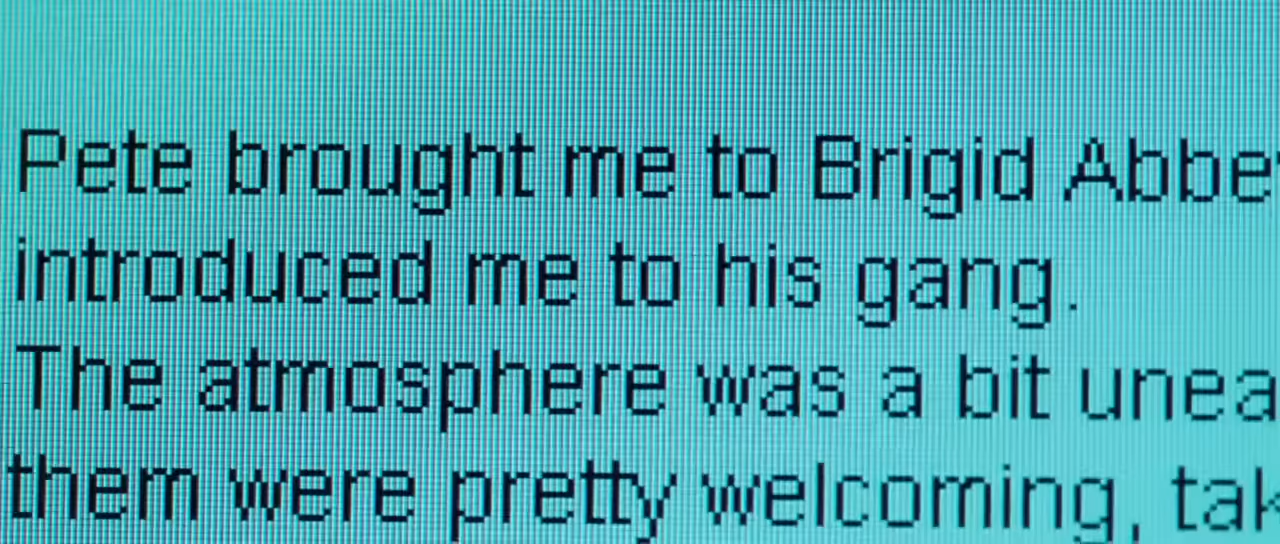 Pete brought me to Brigid Abbe
introduced me to his gang.
The atmosphere was a bit unea
them were pretty welcoming, tak